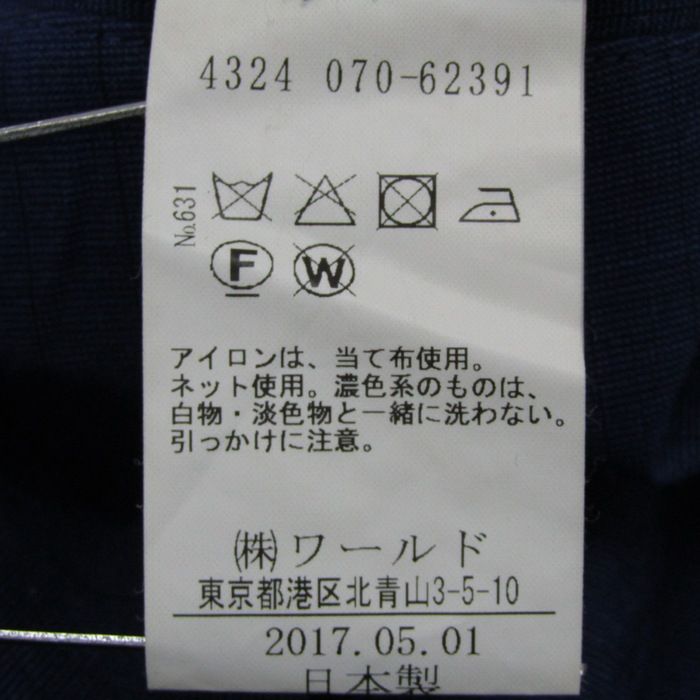 4324 070-62391
№631
F
W
アイロンは、当て布使用。
ネット使用。濃色系のものは、
白物・淡色物と一緒に洗わない。
引っかけに注意。
㈱ワールド
東京都港区北青山3-5-10
2017.05.01
日本製